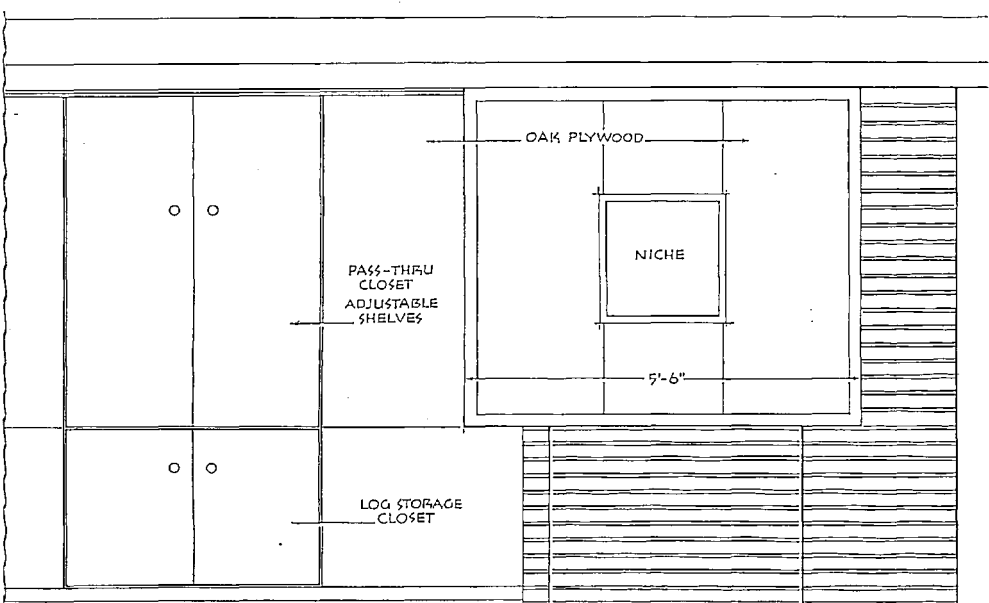 OAK PLYWOOD
NICHE
PASS-THRU
CLOSET
ADJUSTABLE
SHELVES
5'-6"
LOG STORAGE
CLOSET